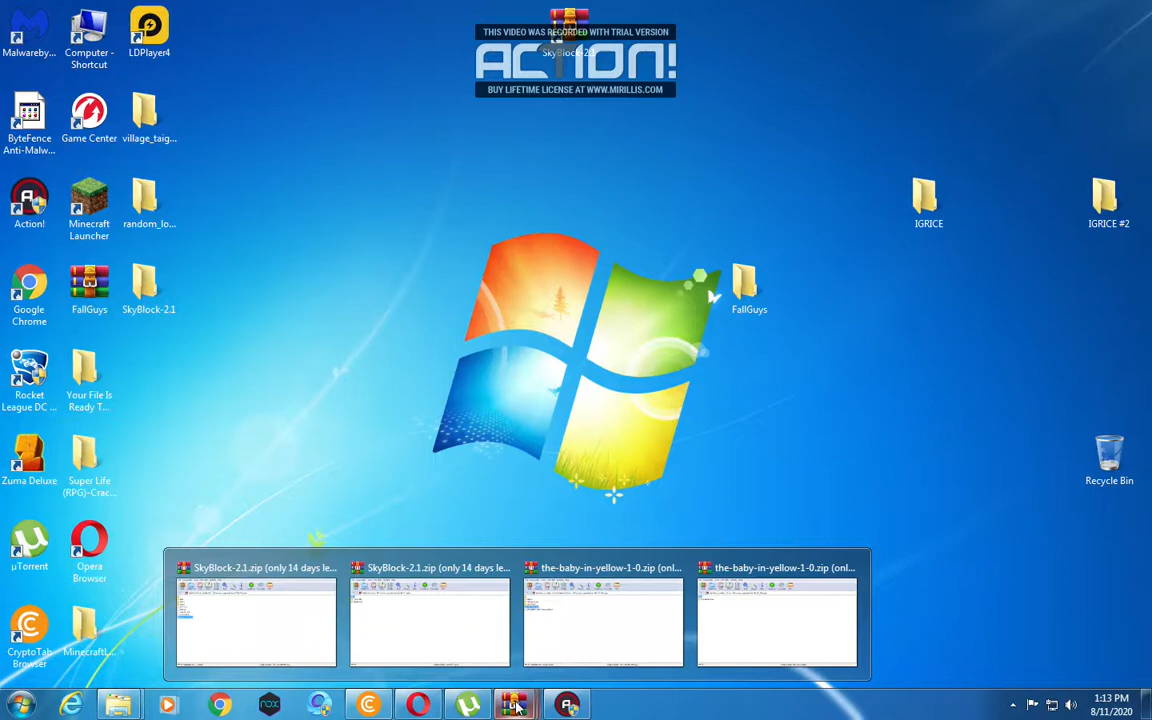 Malwareby...
Computer -
Shortcut
LDPlayer4
SkyBlock-2.1
THIS VIDEO WAS RECORDED WITH TRIAL VERSION
ACTION!
BUY LIFETIME LICENSE AT WWW.MIRILLIS.COM
ByteFence
Anti-Malw...
Game Center
village_taig...
Action!
Minecraft
Launcher
random_lo...
IGRICE
IGRICE #2
Google
Chrome
FallGuys
SkyBlock-2.1
FallGuys
Rocket
League DC ...
Your File Is
Ready T...
Zuma Deluxe
Super Life
(RPG)-Crac...
Recycle Bin
µTorrent
Opera
Browser
CryptoTab
Browser
MinecraftL...
SkyBlock-2.1.zip (only 14 days le...
SkyBlock-2.1.zip (only 14 days le...
the-baby-in-yellow-1-0.zip (onl...
the-baby-in-yellow-1-0.zip (onl...
nox
1:13 PM
8/11/2020